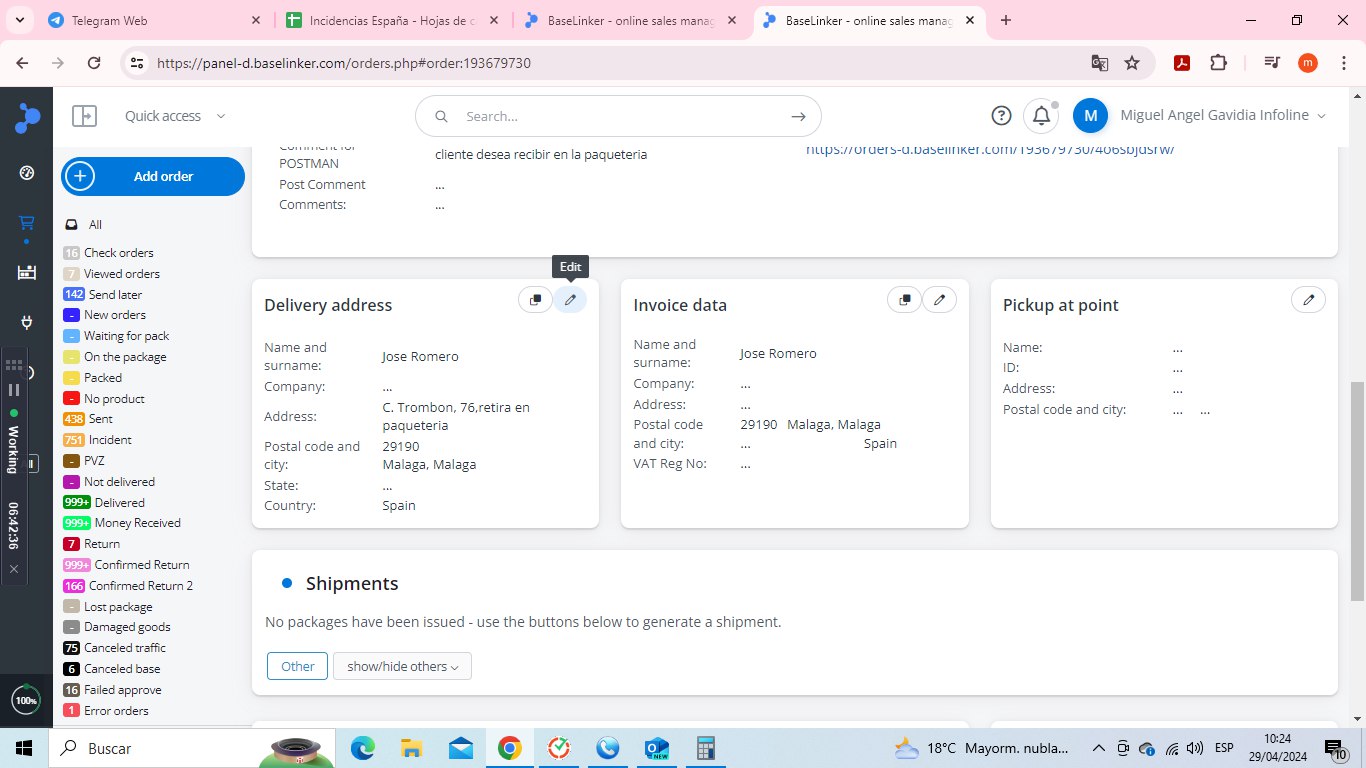 Telegram Web
Incidencias España - Hojas de c
BaseLinker - online sales manag
BaseLinker - online sales manag
https://panel-d.baselinker.com/orders.php#order:193679730
m
Quick access
Search...
M
Miguel Angel Gavidia Infoline
Add order
All
16 Check orders
7 Viewed orders
142 Send later
- New orders
- Waiting for pack
- On the package
- Packed
- No product
438 Sent
751 Incident
- PVZ
- Not delivered
999+ Delivered
999+ Money Received
7 Return
999+ Confirmed Return
166 Confirmed Return 2
- Lost package
- Damaged goods
75 Canceled traffic
6 Canceled base
16 Failed approve
1 Error orders
Working
06:42:36
100%
Comment for
POSTMAN
cliente desea recibir en la paqueteria
https://orders-d.baselinker.com/193679730/4o6sbjdsrw/
Post Comment
...
Comments:
...
Edit
Delivery address
Name and surname:
Jose Romero
Company:
...
Address:
C. Trombon, 76,retira en
paqueteria
Postal code and
city:
29190
Malaga, Malaga
State:
...
Country:
Spain
Invoice data
Name and
surname:
Jose Romero
Company:
...
Address:
...
Postal code
and city:
29190 Malaga, Malaga
... Spain
VAT Reg No:
...
Pickup at point
Name:
...
ID:
...
Address:
...
Postal code and city:
... ...
Shipments
No packages have been issued - use the buttons below to generate a shipment.
Other
show/hide others
Buscar
NEW
18°C Mayorm. nubla...
ESP
10:24
29/04/2024
10